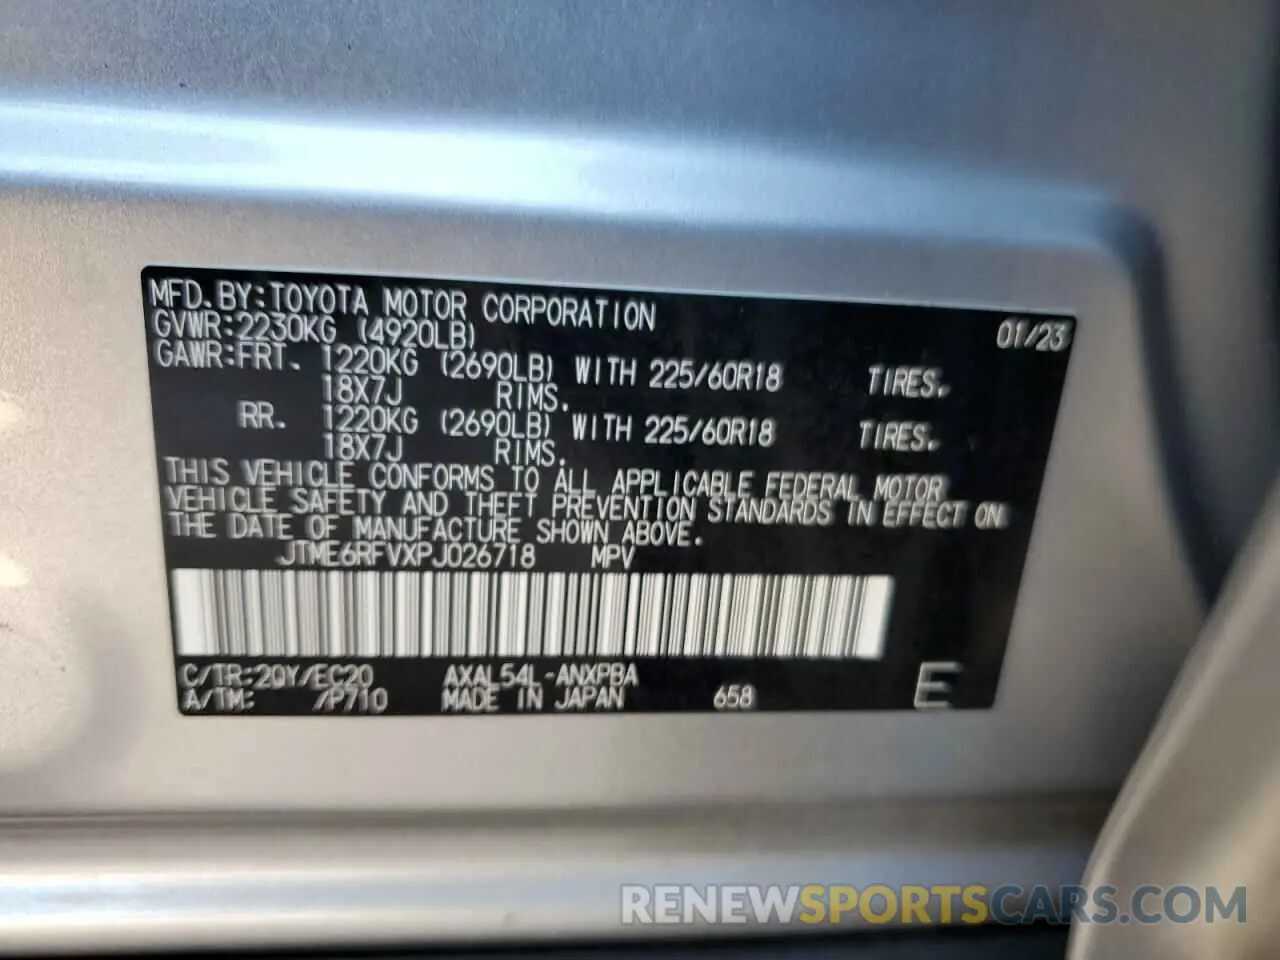 MFD.BY:TOYOTA MOTOR CORPORATION 01/23
GVWR:2230KG (4920LB)
GAWR:FRT. 1220KG (2690LB) WITH 225/60R18 TIRES.
18X7J RIMS.
RR. 1220KG (2690LB) WITH 225/60R18 TIRES.
18X7J RIMS.
THIS VEHICLE CONFORMS TO ALL APPLICABLE FEDERAL MOTOR
VEHICLE SAFETY AND THEFT PREVENTION STANDARDS IN EFFECT ON
THE DATE OF MANUFACTURE SHOWN ABOVE.
JTME6RFVXPJ026718 MPV
C/TR:2QY/EC20 AXAL54L-ANXPBA
A/TM: /P710 MADE IN JAPAN 658 E
RENEWSPORTSCARS.COM